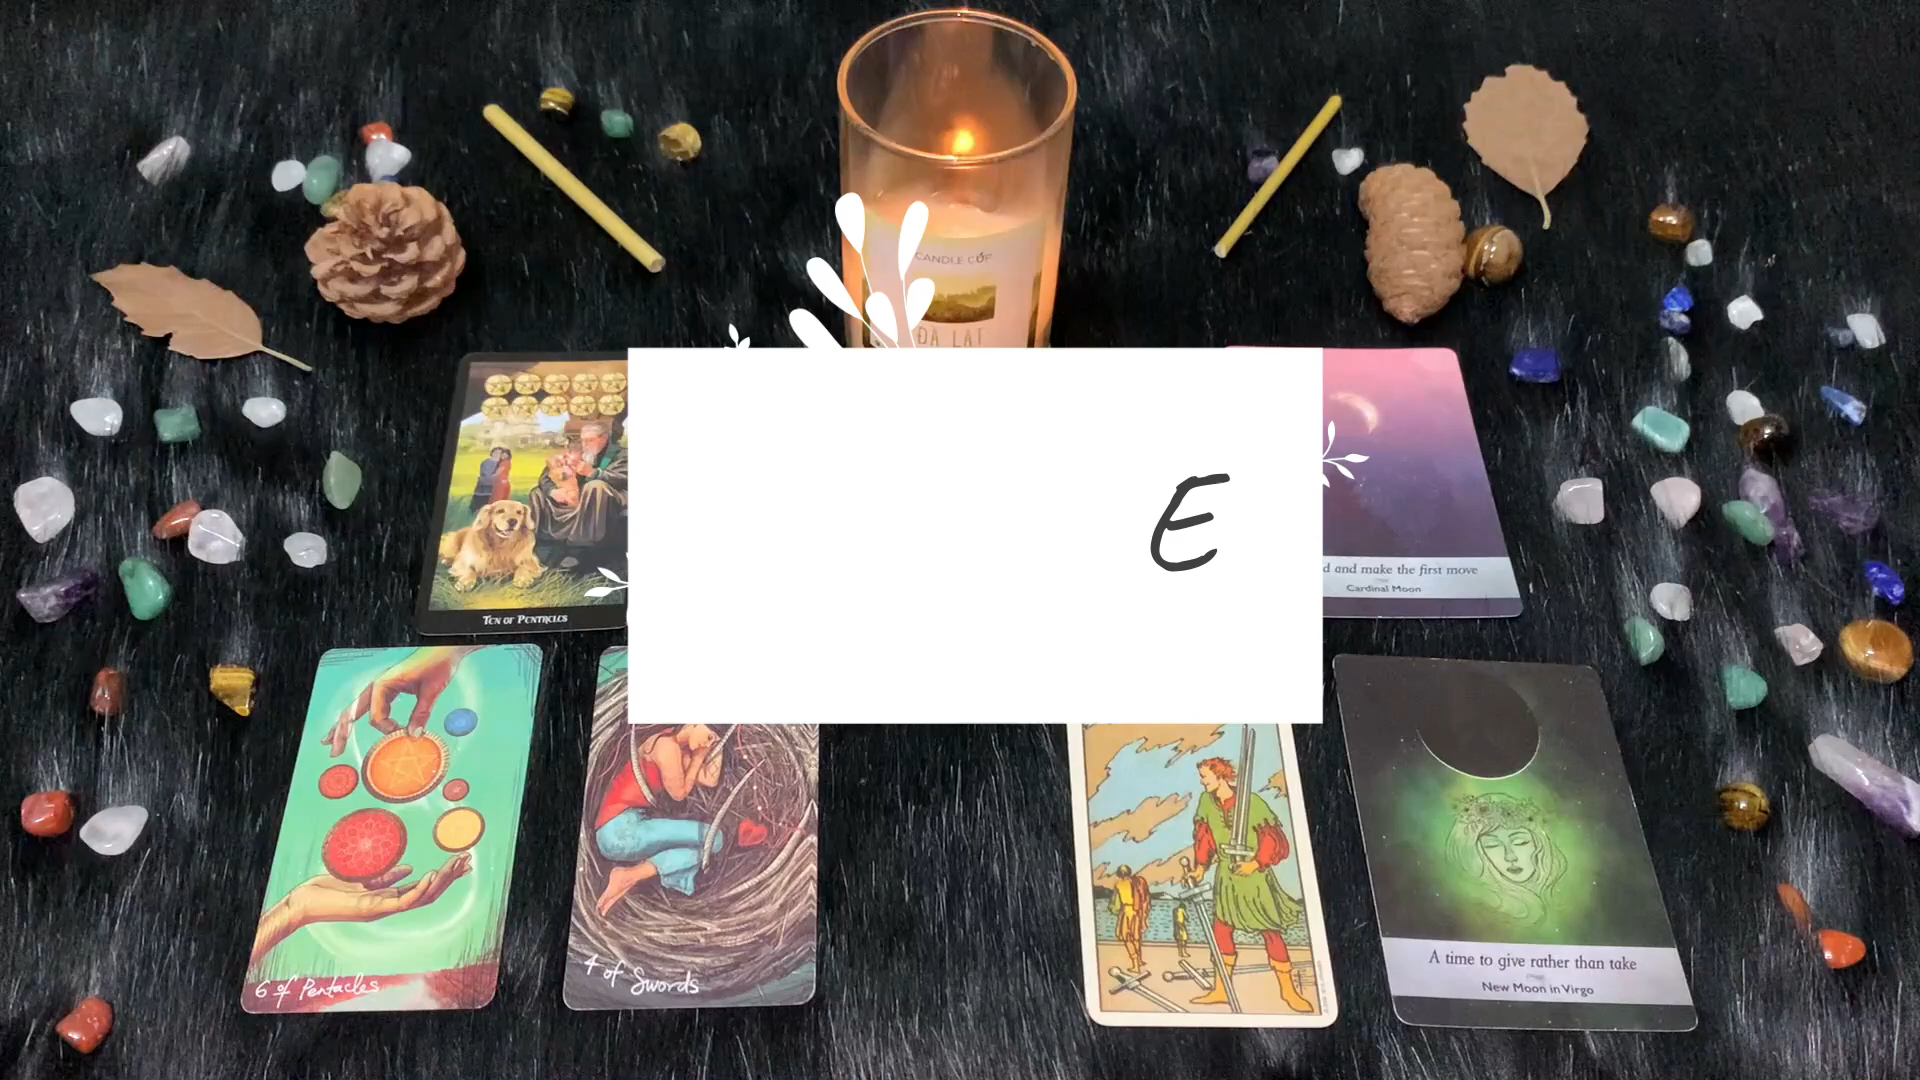 CANDLE CỐP
ĐÀ LẠT
E
TEN OF PENTACLES
d and make the first move
Cardinal Moon
6 of Pentacles
4 of Swords
A time to give rather than take
New Moon in Virgo